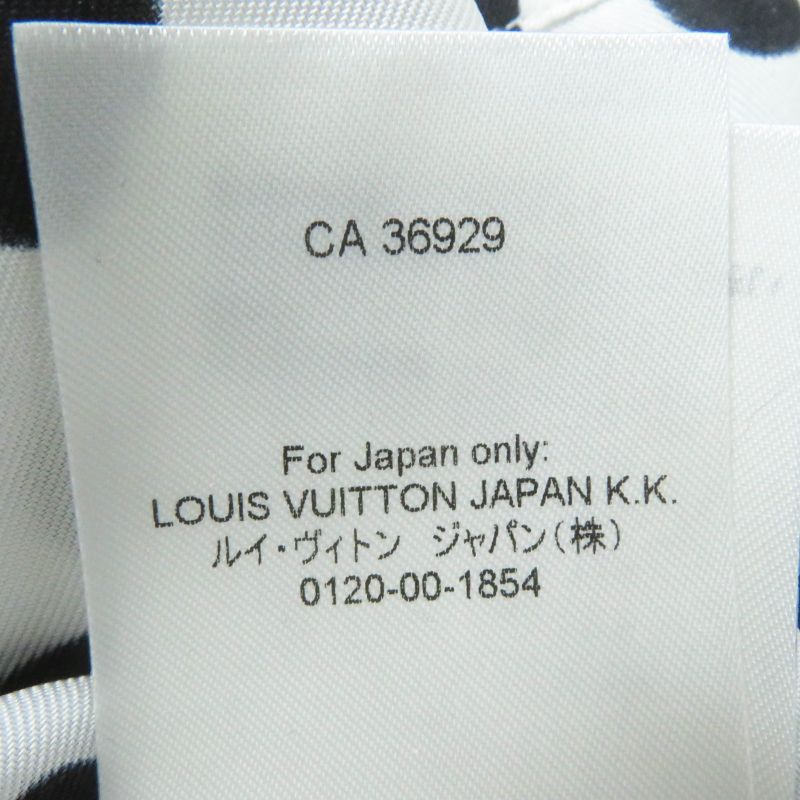 CA 36929
For Japan only:
LOUIS VUITTON JAPAN K.K.
ルイ・ヴィトン ジャパン(株)
0120-00-1854